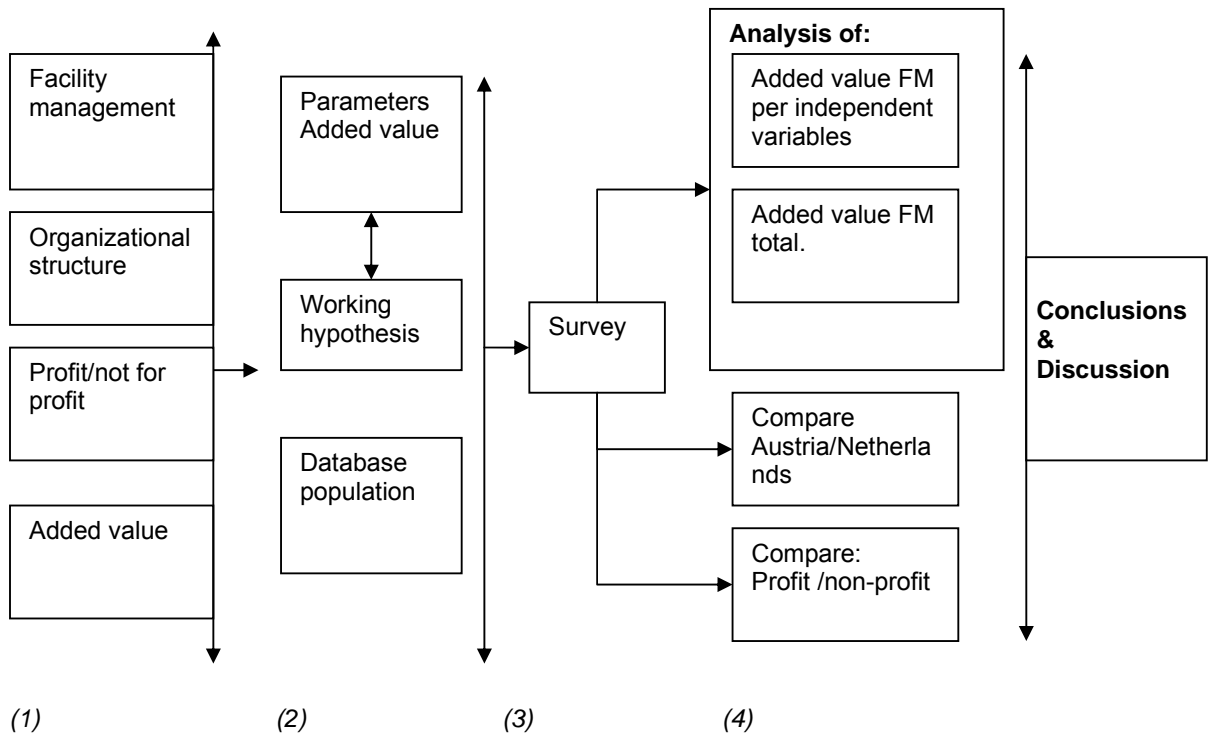 Facility
management
Organizational
structure
Profit/not for
profit
Added value
Parameters
Added value
Working
hypothesis
Database
population
Survey
Analysis of:
Added value FM
per independent
variables
Added value FM
total.
Compare
Austria/Netherla
nds
Compare:
Profit /non-profit
Conclusions
&
Discussion
(1)
(2)
(3)
(4)